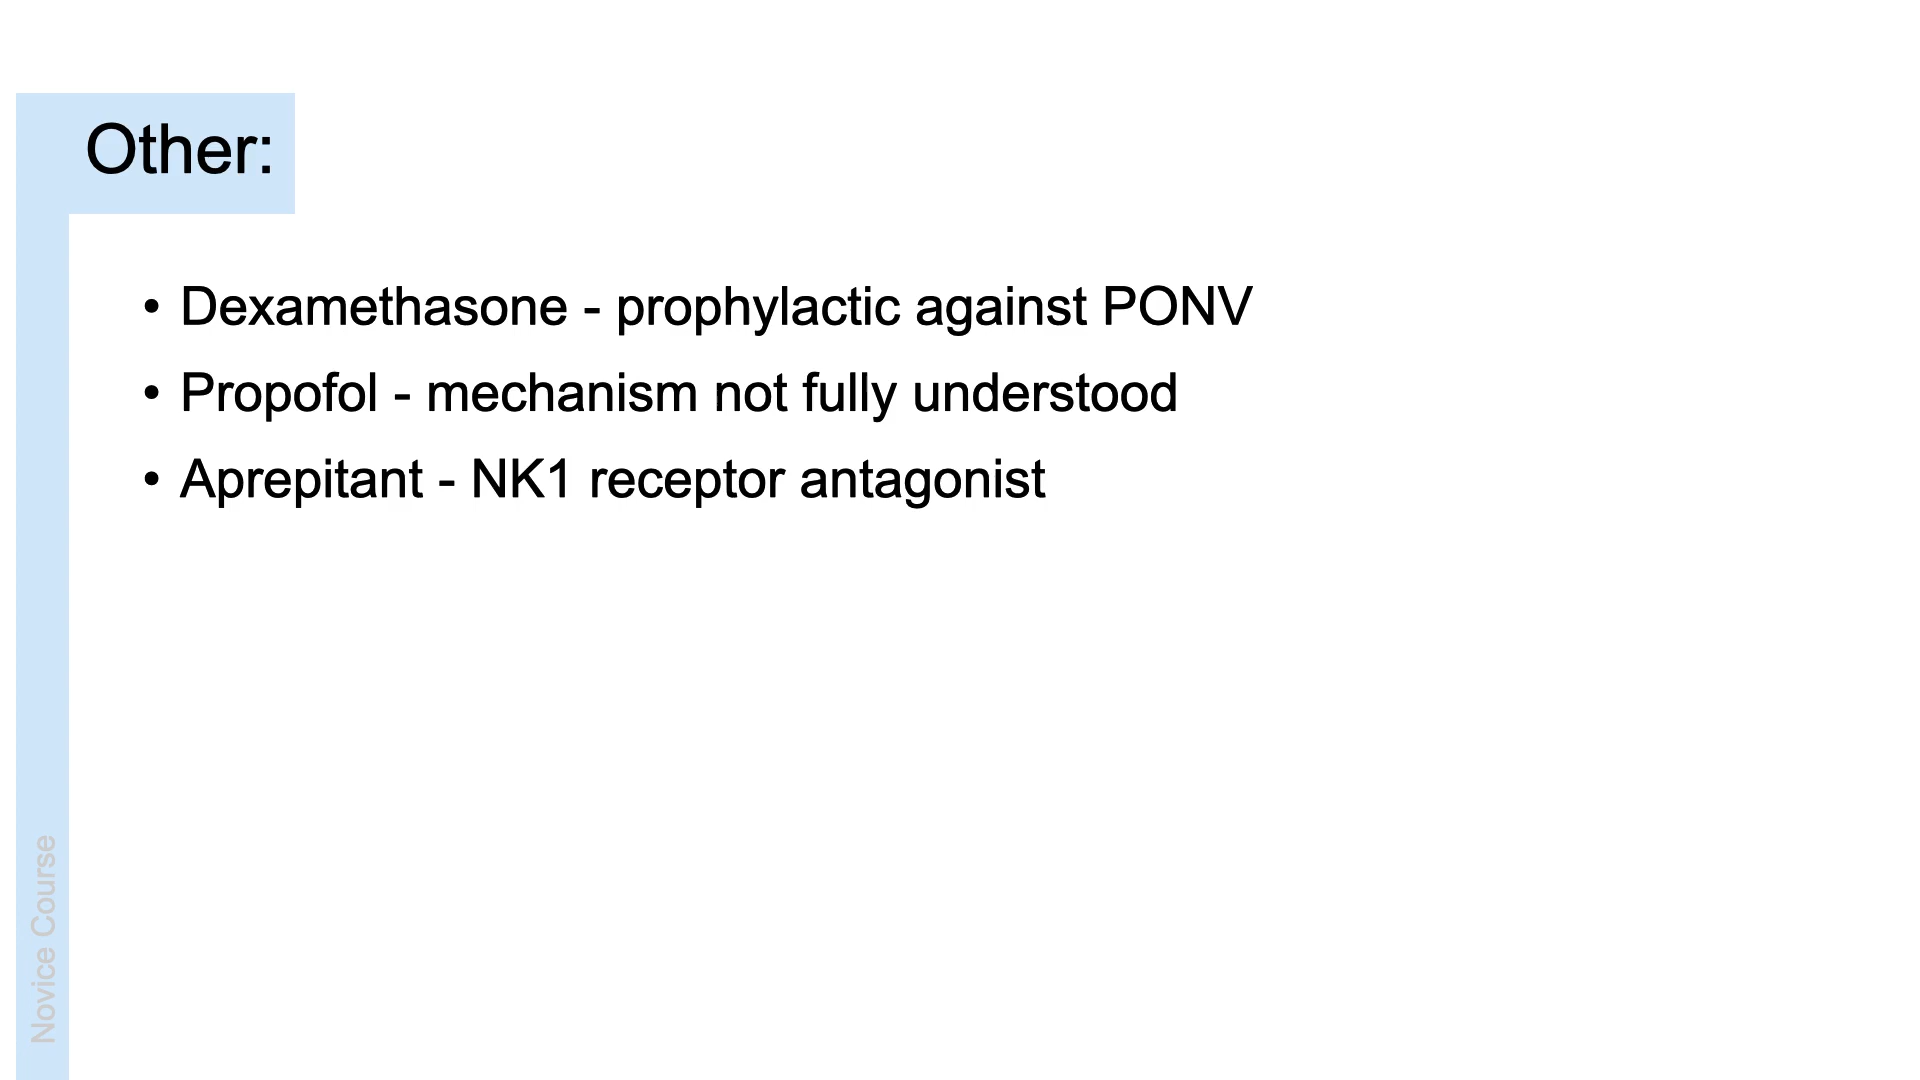 Other:
• Dexamethasone - prophylactic against PONV
• Propofol - mechanism not fully understood
• Aprepitant - NK1 receptor antagonist
Novice Course